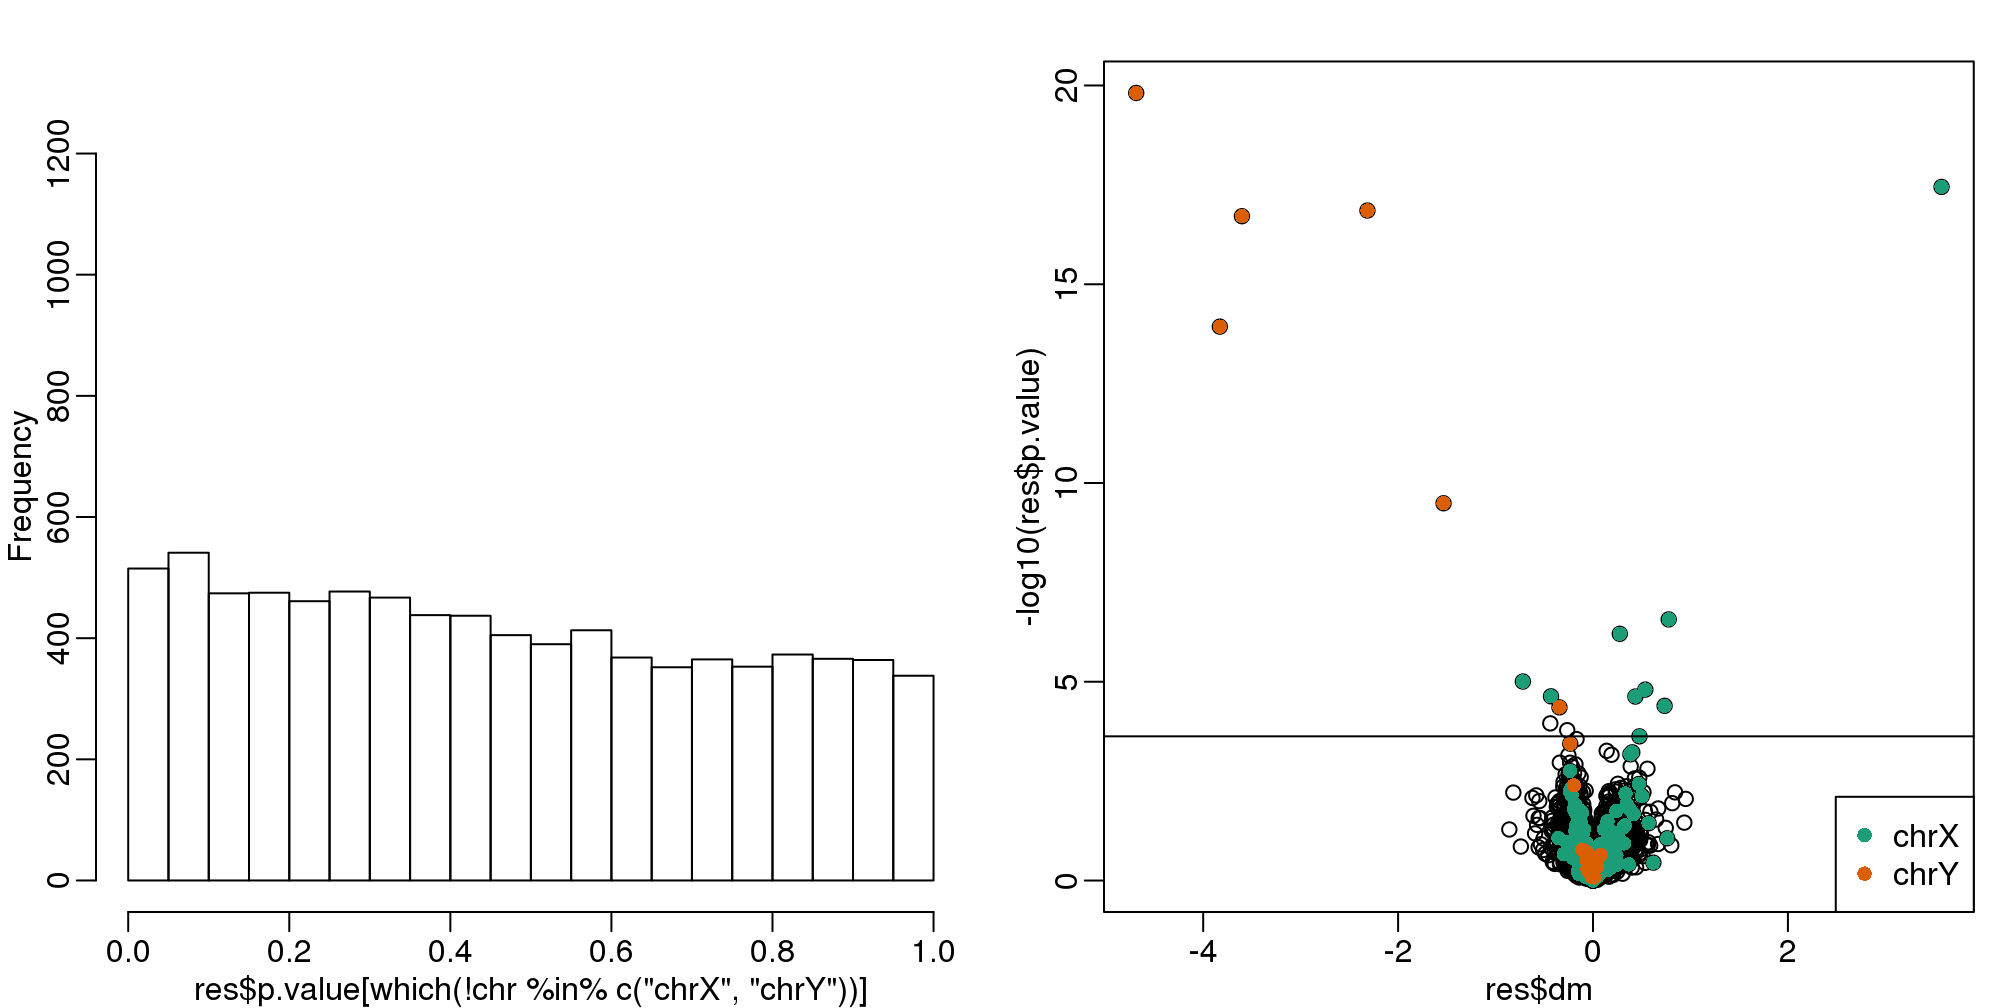 Frequency
0
200
400
600
800
1000
1200
0.0 0.2 0.4 0.6 0.8 1.0
res$p.value[which(!chr %in% c("chrX", "chrY"))]
-log10(res$p.value)
0
5
10
15
20
-4 -2 0 2
res$dm
chrX
chrY